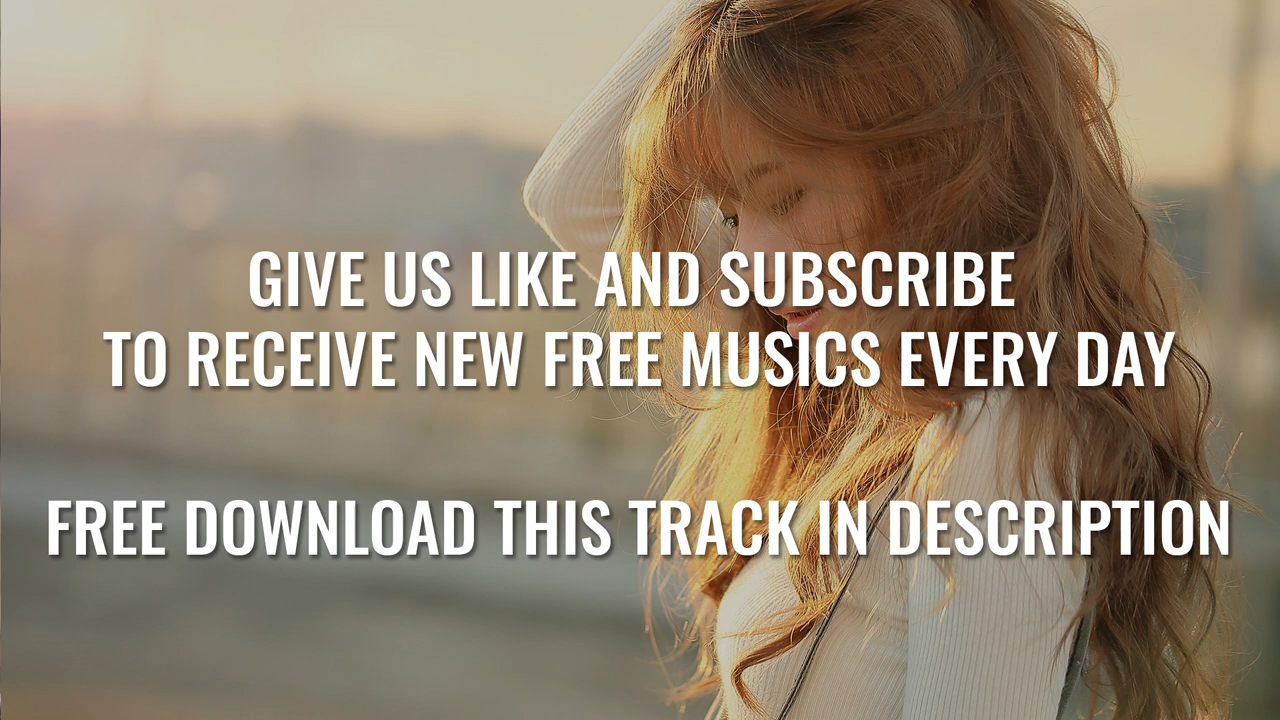 GIVE US LIKE AND SUBSCRIBE
TO RECEIVE NEW FREE MUSICS EVERY DAY
FREE DOWNLOAD THIS TRACK IN DESCRIPTION